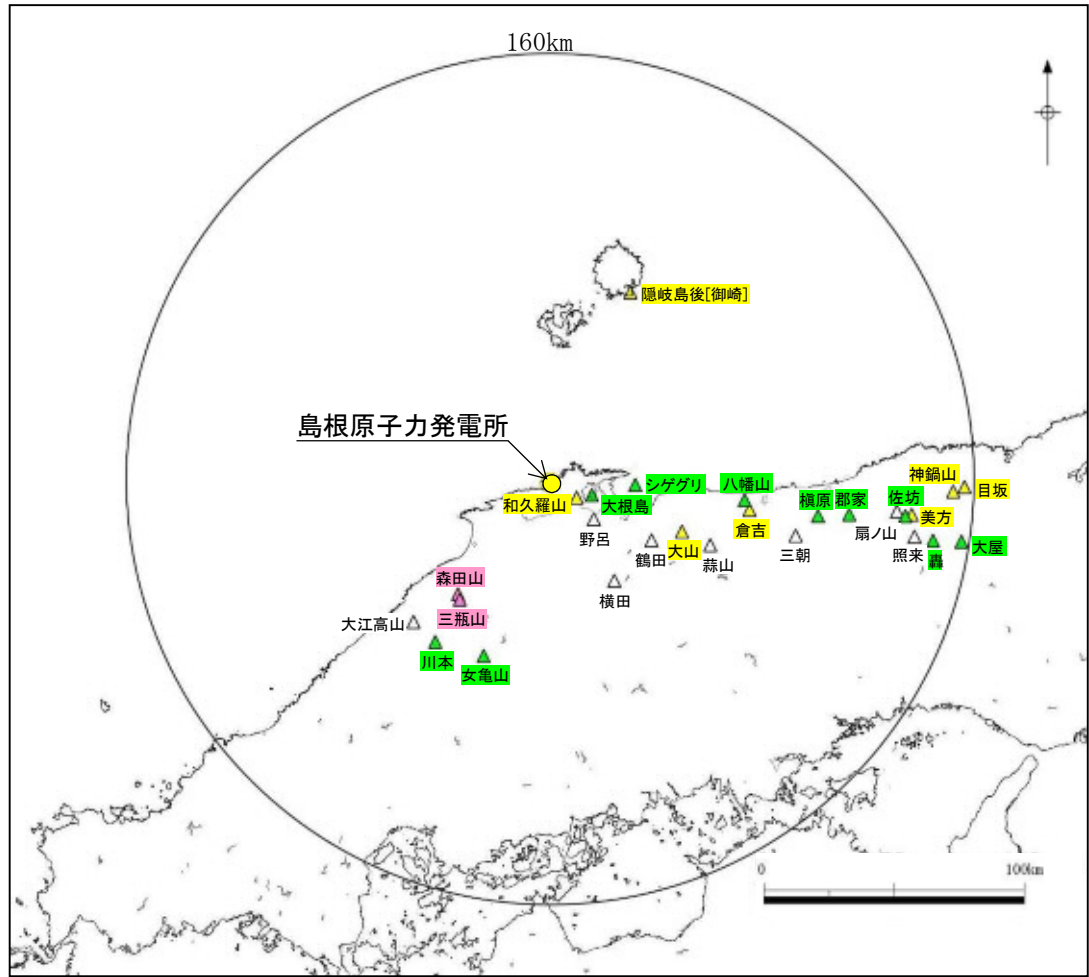 160km
隠岐島後[御崎]
島根原子力発電所
シゲグリ
八幡山
神鍋山
目坂
和久羅山
大根島
槇原
郡家
佐坊
美方
倉吉
野呂
鶴田
大山
蒜山
三朝
扇ノ山
照来
轟
大屋
横田
森田山
三瓶山
大江高山
川本
女亀山
0
100km